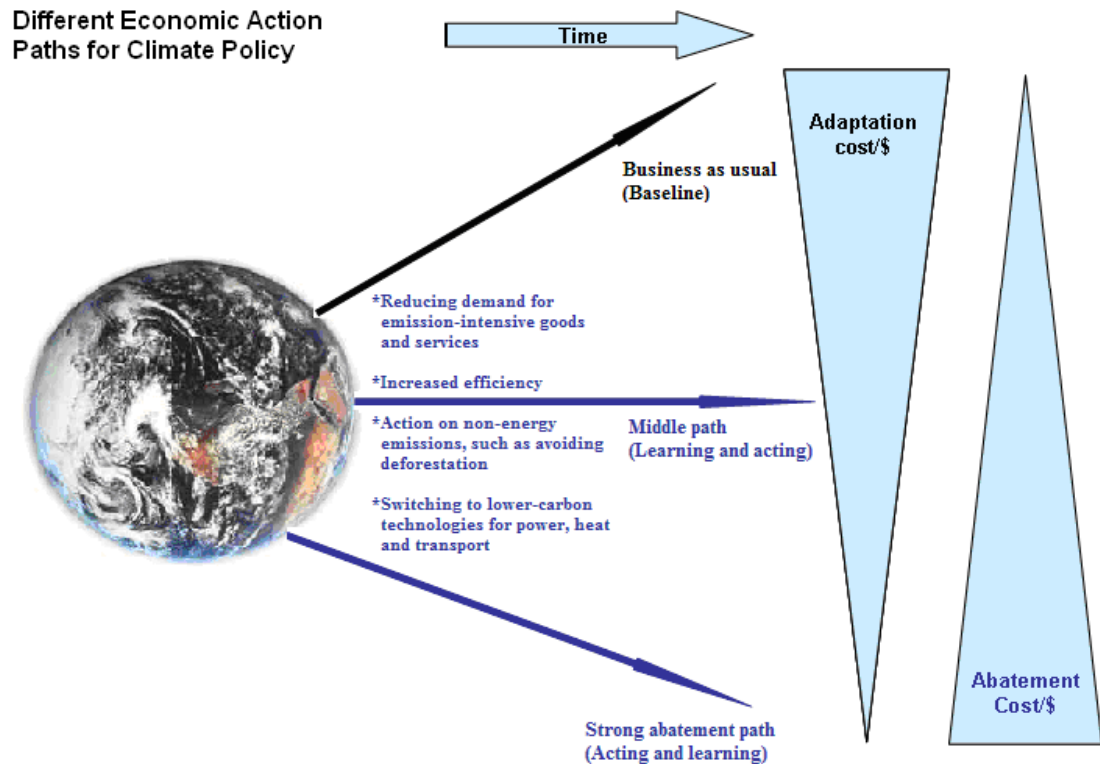 Different Economic Action
Paths for Climate Policy
Time
Adaptation
cost/$
Business as usual
(Baseline)
*Reducing demand for
emission-intensive goods
and services
*Increased efficiency
*Action on non-energy
emissions, such as avoiding
deforestation
Middle path
(Learning and acting)
*Switching to lower-carbon
technologies for power, heat
and transport
Abatement
Cost/$
Strong abatement path
(Acting and learning)